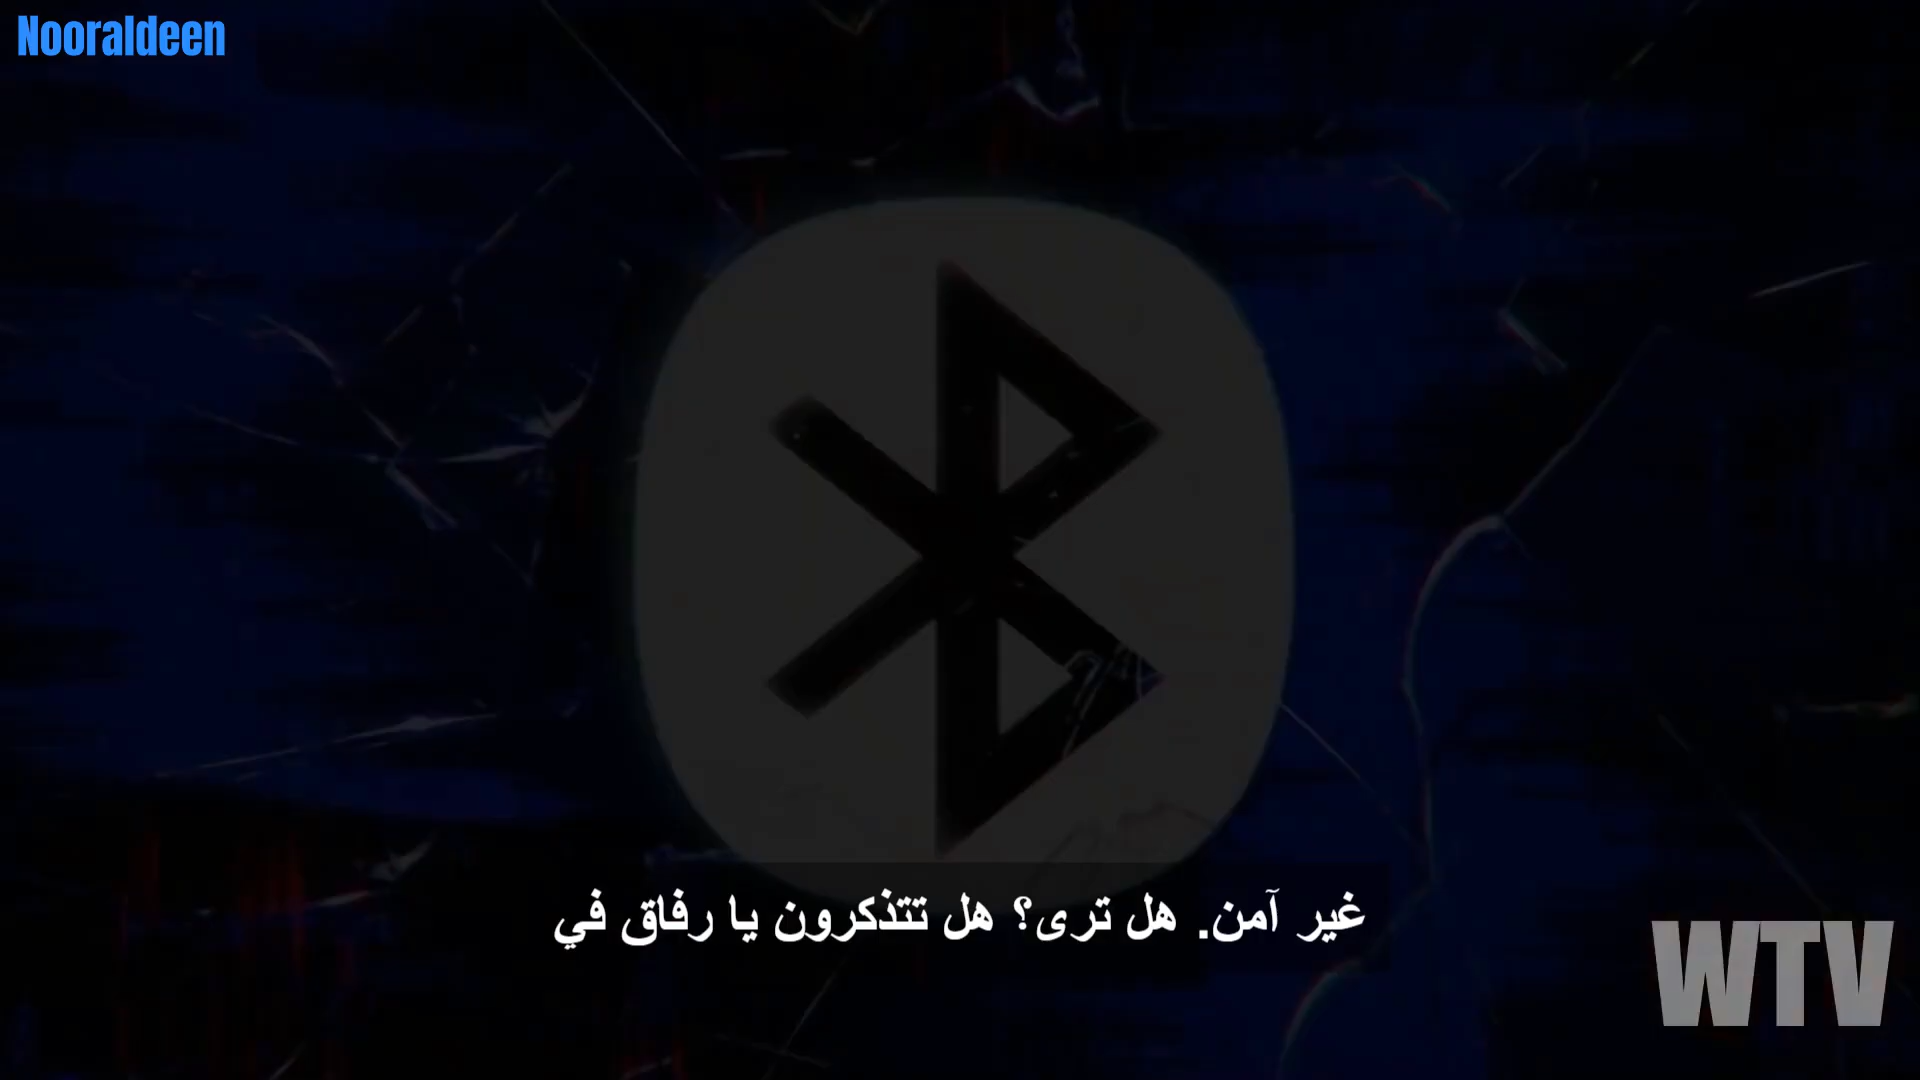 Nooraldeen
غير آمن. هل ترى؟ هل تتذكرون يا رفاق في
WTV